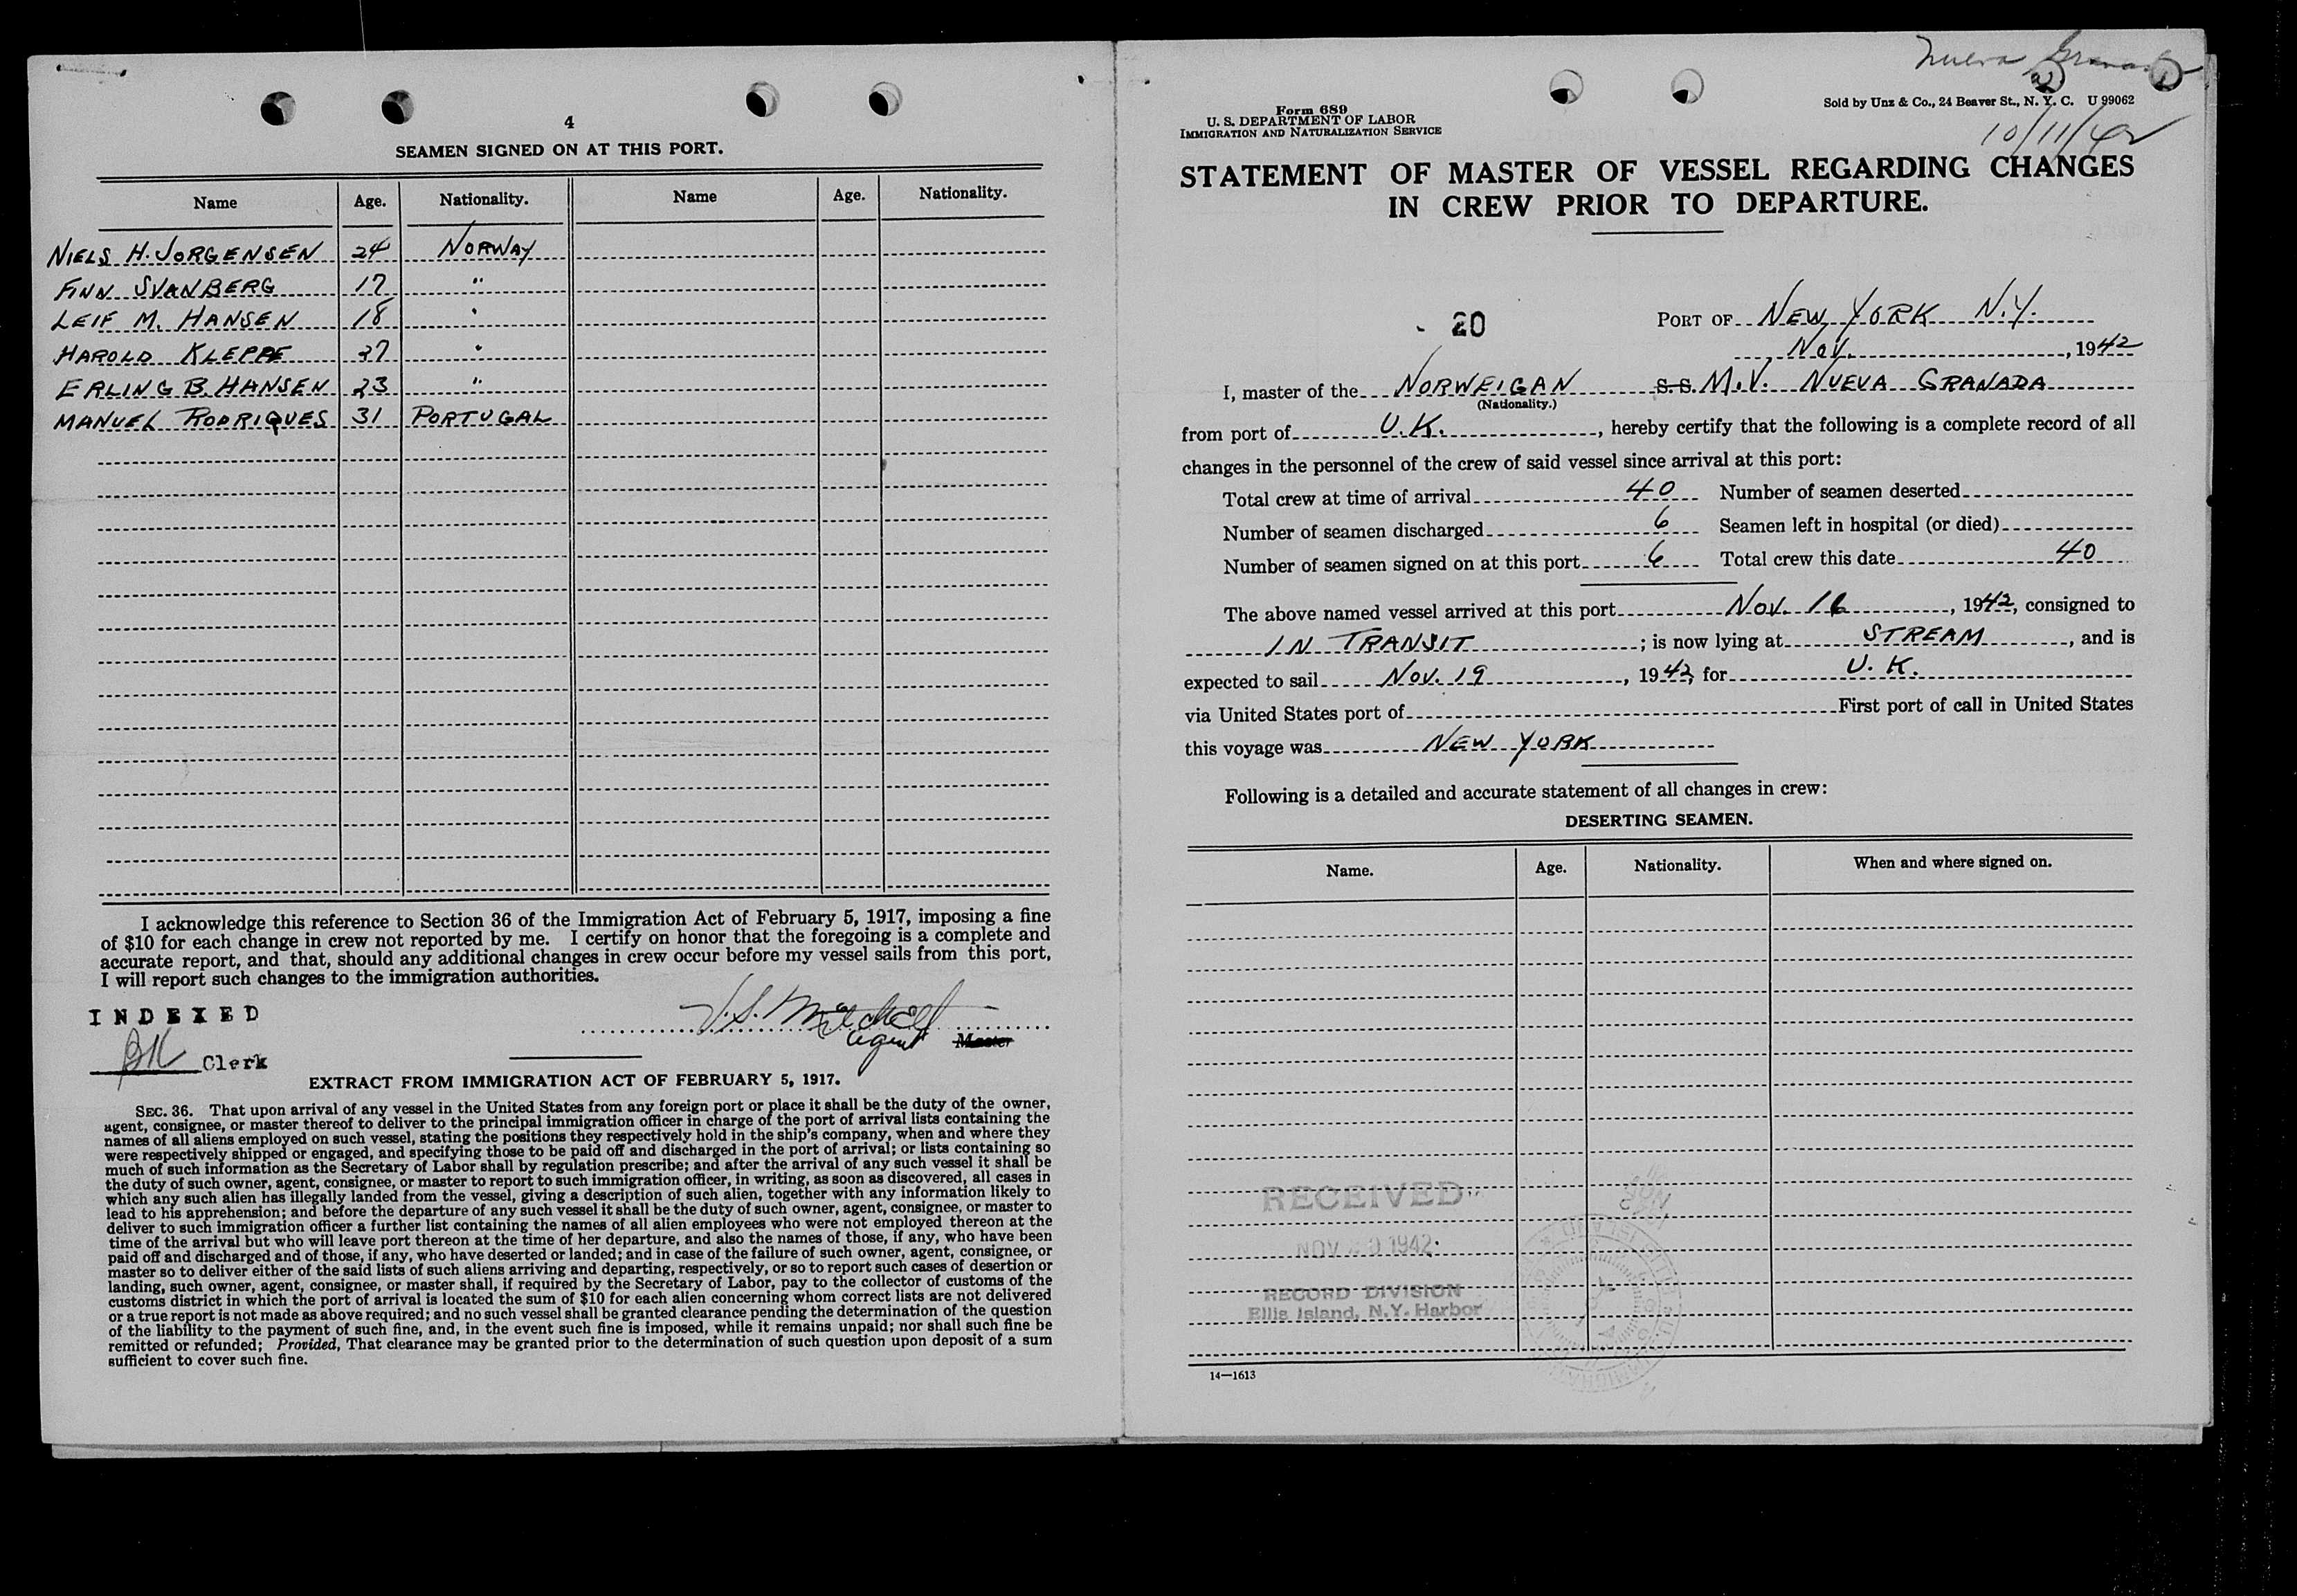 4
SEAMEN SIGNED ON AT THIS PORT.
Name Age. Nationality. Name Age. Nationality.
NIELS H. JORGENSEN 24 NORWAY
FINN SVANBERG 17 "
LEIF M. HANSEN 18 "
HAROLD KLEPPE 27 "
ERLING B. HANSEN 23 "
MANUEL RODRIQUES 31 PORTUGAL
I acknowledge this reference to Section 36 of the Immigration Act of February 5, 1917, imposing a fine
of $10 for each change in crew not reported by me. I certify on honor that the foregoing is a complete and
accurate report, and that, should any additional changes in crew occur before my vessel sails from this port,
I will report such changes to the immigration authorities.
INDEXED
Agent Master
Clerk
EXTRACT FROM IMMIGRATION ACT OF FEBRUARY 5, 1917.
SEC. 36. That upon arrival of any vessel in the United States from any foreign port or place it shall be the duty of the owner,
agent, consignee, or master thereof to deliver to the principal immigration officer in charge of the port of arrival lists containing the
names of all aliens employed on such vessel, stating the positions they respectively hold in the ship's company, when and where they
were respectively shipped or engaged, and specifying those to be paid off and discharged in the port of arrival; or lists containing so
much of such information as the Secretary of Labor shall by regulation prescribe; and after the arrival of any such vessel it shall be
the duty of such owner, agent, consignee, or master to report to such immigration officer, in writing, as soon as discovered, all cases in
which any such alien has illegally landed from the vessel, giving a description of such alien, together with any information likely to
lead to his apprehension; and before the departure of any such vessel it shall be the duty of such owner, agent, consignee, or master to
deliver to such immigration officer a further list containing the names of all alien employees who were not employed thereon at the
time of the arrival but who will leave port thereon at the time of her departure, and also the names of those, if any, who have been
paid off and discharged and of those, if any, who have deserted or landed; and in case of the failure of such owner, agent, consignee, or
master so to deliver either of the said lists of such aliens arriving and departing, respectively, or so to report such cases of desertion or
landing, such owner, agent, consignee, or master shall, if required by the Secretary of Labor, pay to the collector of customs of the
customs district in which the port of arrival is located the sum of $10 for each alien concerning whom correct lists are not delivered
or a true report is not made as above required; and no such vessel shall be granted clearance pending the determination of the question
of the liability to the payment of such fine, and, in the event such fine is imposed, while it remains unpaid; nor shall such fine be
remitted or refunded; Provided, That clearance may be granted prior to the determination of such question upon deposit of a sum
sufficient to cover such fine.
Nueva
Form 689
U. S. DEPARTMENT OF LABOR
IMMIGRATION AND NATURALIZATION SERVICE
Sold by Unz & Co., 24 Beaver St., N. Y. C. U 99062
10/11/42
STATEMENT OF MASTER OF VESSEL REGARDING CHANGES
IN CREW PRIOR TO DEPARTURE.
20
PORT OF NEW YORK N.Y.
Nov. , 1942
I, master of the NORWEIGAN S. S. M.V. NUEVA GRANADA
(Nationality.)
from port of U.K. , hereby certify that the following is a complete record of all
changes in the personnel of the crew of said vessel since arrival at this port:
Total crew at time of arrival 40 Number of seamen deserted
Number of seamen discharged 6 Seamen left in hospital (or died)
Number of seamen signed on at this port 6 Total crew this date 40
The above named vessel arrived at this port Nov. 16 , 1942, consigned to
IN TRANSIT ; is now lying at STREAM , and is
expected to sail Nov. 19 , 1942, for U. K.
via United States port of First port of call in United States
this voyage was NEW YORK
Following is a detailed and accurate statement of all changes in crew:
DESERTING SEAMEN.
Name. Age. Nationality. When and where signed on.
RECEIVED
NOV 1942
RECORD DIVISION
Ellis Island, N.Y. Harbor
14—1613